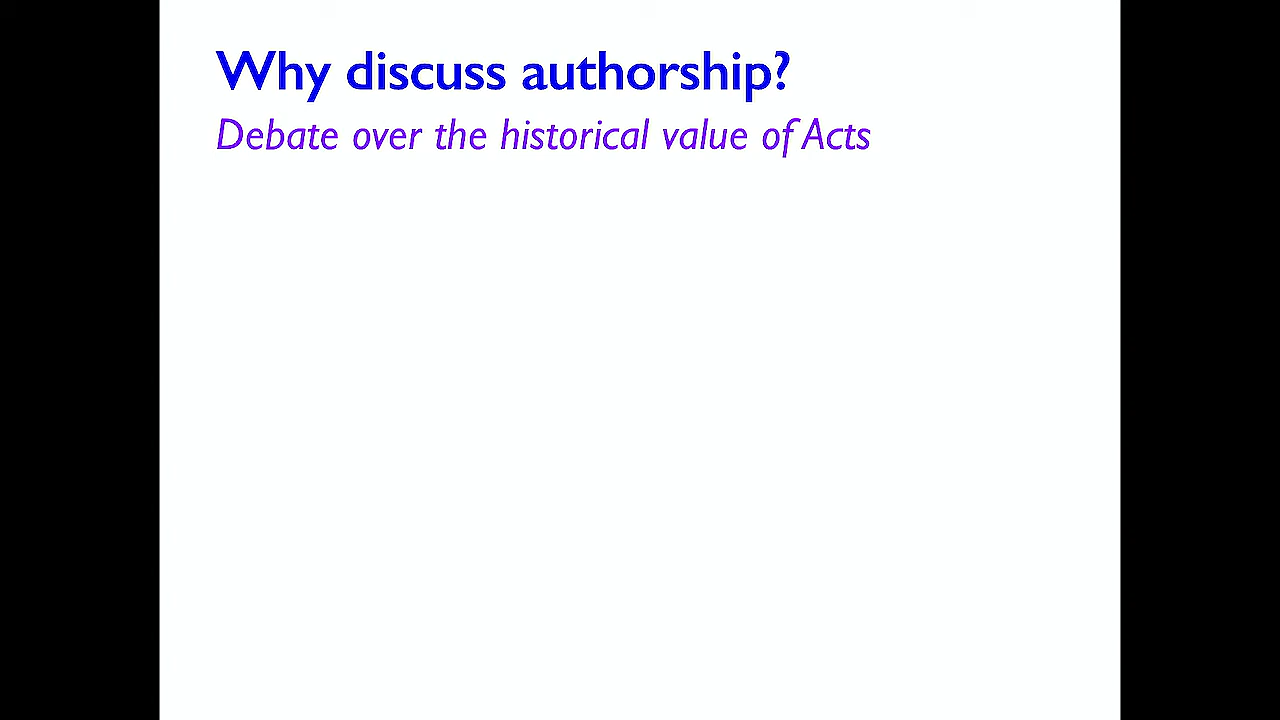 Why discuss authorship?
Debate over the historical value of Acts